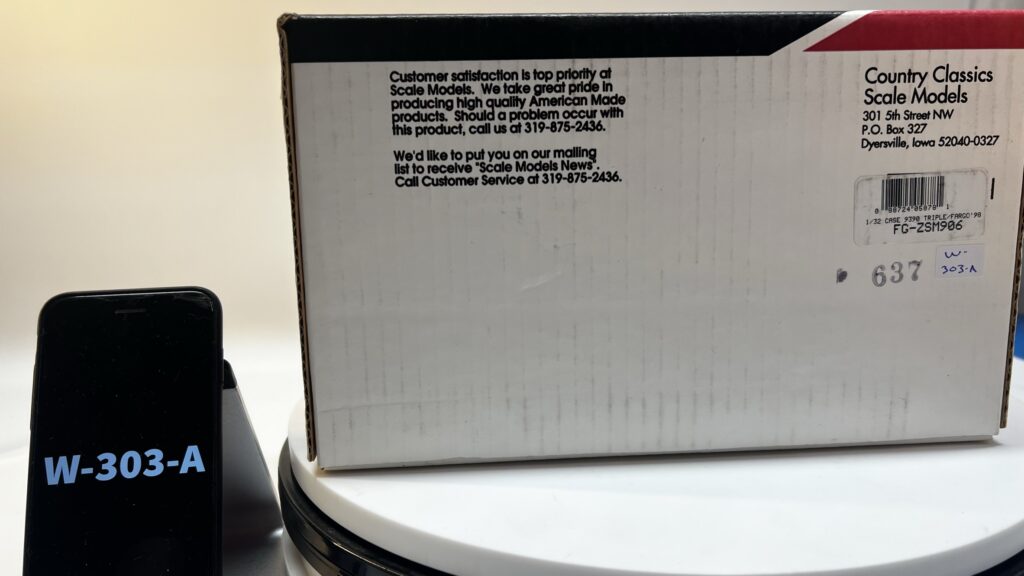 Customer satisfaction is top priority at
Scale Models. We take great pride in
producing high quality American Made
products. Should a problem occur with
this product, call us at 319-875-2436.
We'd like to put you on our mailing
list to receive "Scale Models News".
Call Customer Service at 319-875-2436.
Country Classics
Scale Models
301 5th Street NW
P.O. Box 327
Dyersville, Iowa 52040-0327
1/32 CASE 9390 TRIPLE/FARGO'98
FG-ZSM906
637
W-
303-A
W-303-A